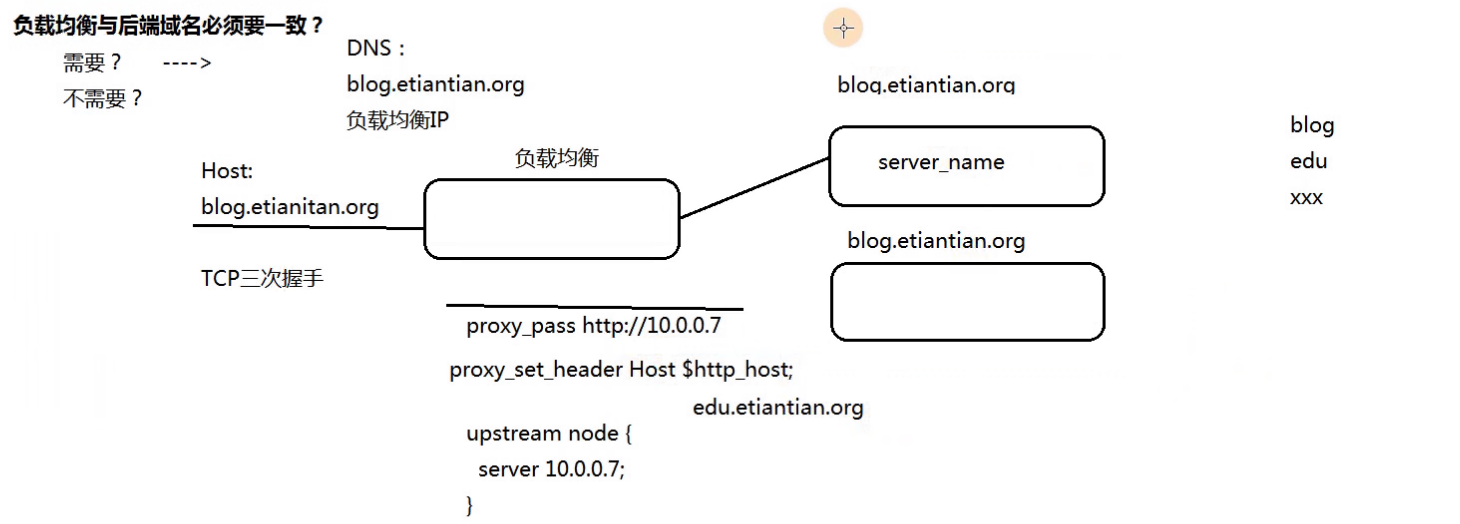 负载均衡与后端域名必须要一致？
需要？ ---->
不需要？
DNS：
blog.etiantian.org
负载均衡IP
Host:
blog.etianitan.org
TCP三次握手
负载均衡
blog.etiantian.org
server_name
blog.etiantian.org
blog
edu
xxx
proxy_pass http://10.0.0.7
proxy_set_header Host $http_host;
edu.etiantian.org
upstream node {
server 10.0.0.7;
}